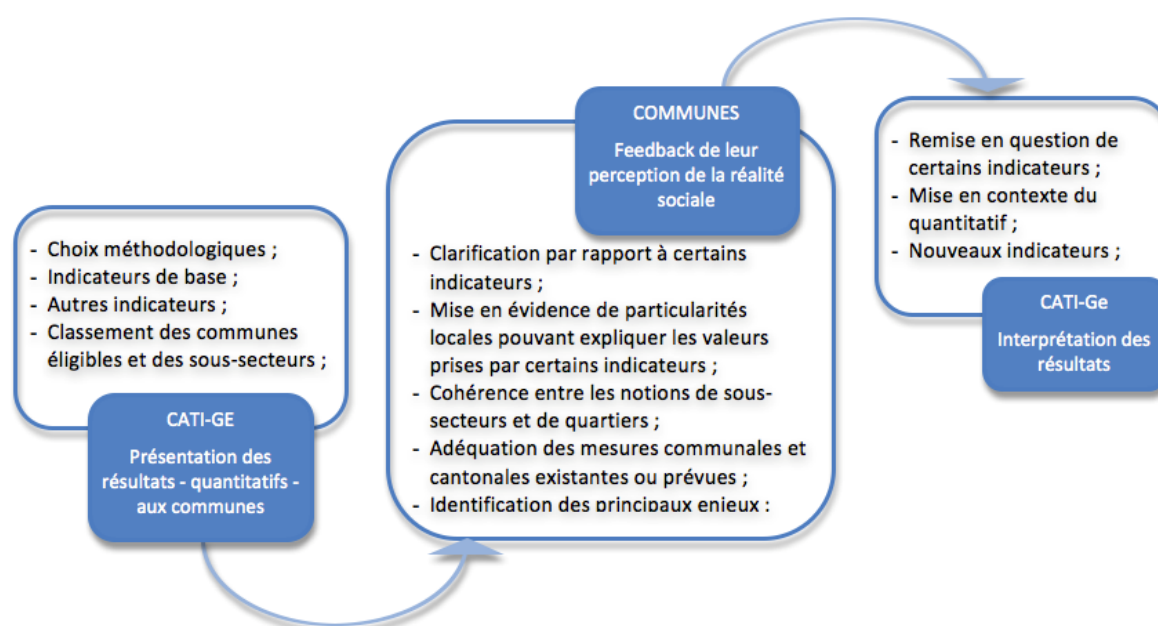 - Choix méthodologiques ;
- Indicateurs de base ;
- Autres indicateurs ;
- Classement des communes
éligibles et des sous-secteurs ;
CATI-GE
Présentation des
résultats - quantitatifs -
aux communes
COMMUNES
Feedback de leur
perception de la réalité
sociale
- Clarification par rapport à certains
indicateurs ;
- Mise en évidence de particularités
locales pouvant expliquer les valeurs
prises par certains indicateurs ;
- Cohérence entre les notions de sous-
secteurs et de quartiers ;
- Adéquation des mesures communales et
cantonales existantes ou prévues ;
- Identification des principaux enjeux ;
- Remise en question de
certains indicateurs ;
- Mise en contexte du
quantitatif ;
- Nouveaux indicateurs ;
CATI-Ge
Interprétation des
résultats